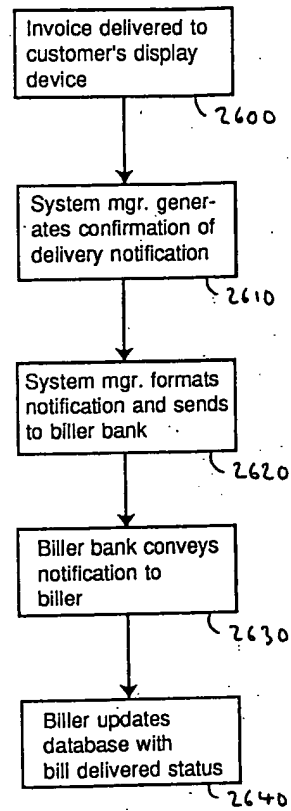 Invoice delivered to
customer's display
device
2600
System mgr. gener-
ates confirmation of
delivery notification
2610
System mgr. formats
notification and sends
to biller bank
2620
Biller bank conveys
notification to
biller
2630
Biller updates
database with
bill delivered status
2640